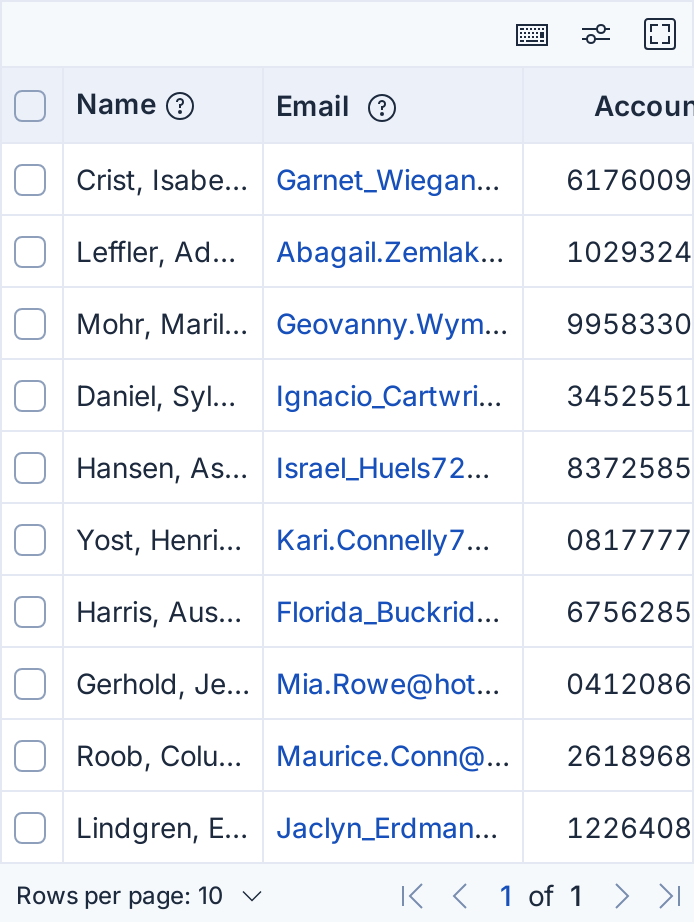 Name Email Accoun
Crist, Isabe... Garnet_Wiegan... 6176009
Leffler, Ad... Abagail.Zemlak... 1029324
Mohr, Maril... Geovanny.Wym... 9958330
Daniel, Syl... Ignacio_Cartwri... 3452551
Hansen, As... Israel_Huels72... 8372585
Yost, Henri... Kari.Connelly7... 0817777
Harris, Aus... Florida_Buckrid... 6756285
Gerhold, Je... Mia.Rowe@hot... 0412086
Roob, Colu... Maurice.Conn@... 2618968
Lindgren, E... Jaclyn_Erdman... 1226408
Rows per page: 10 1 of 1